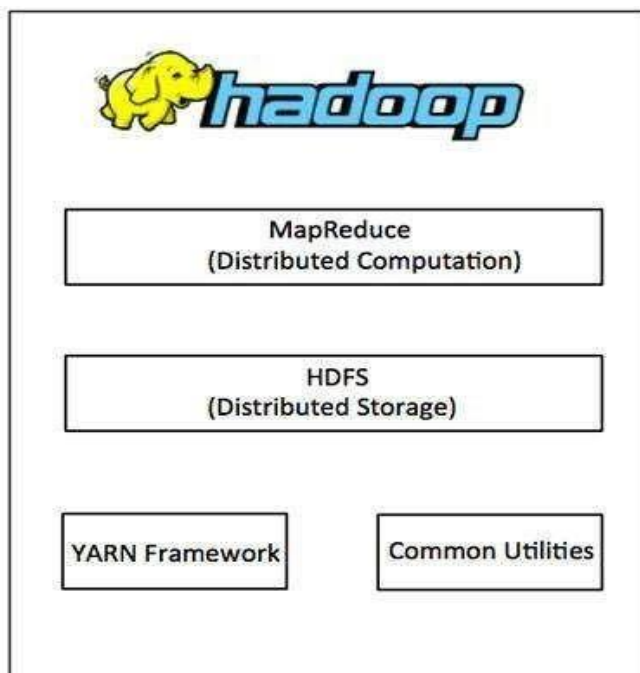 hadoop
MapReduce
(Distributed Computation)
HDFS
(Distributed Storage)
YARN Framework
Common Utilities